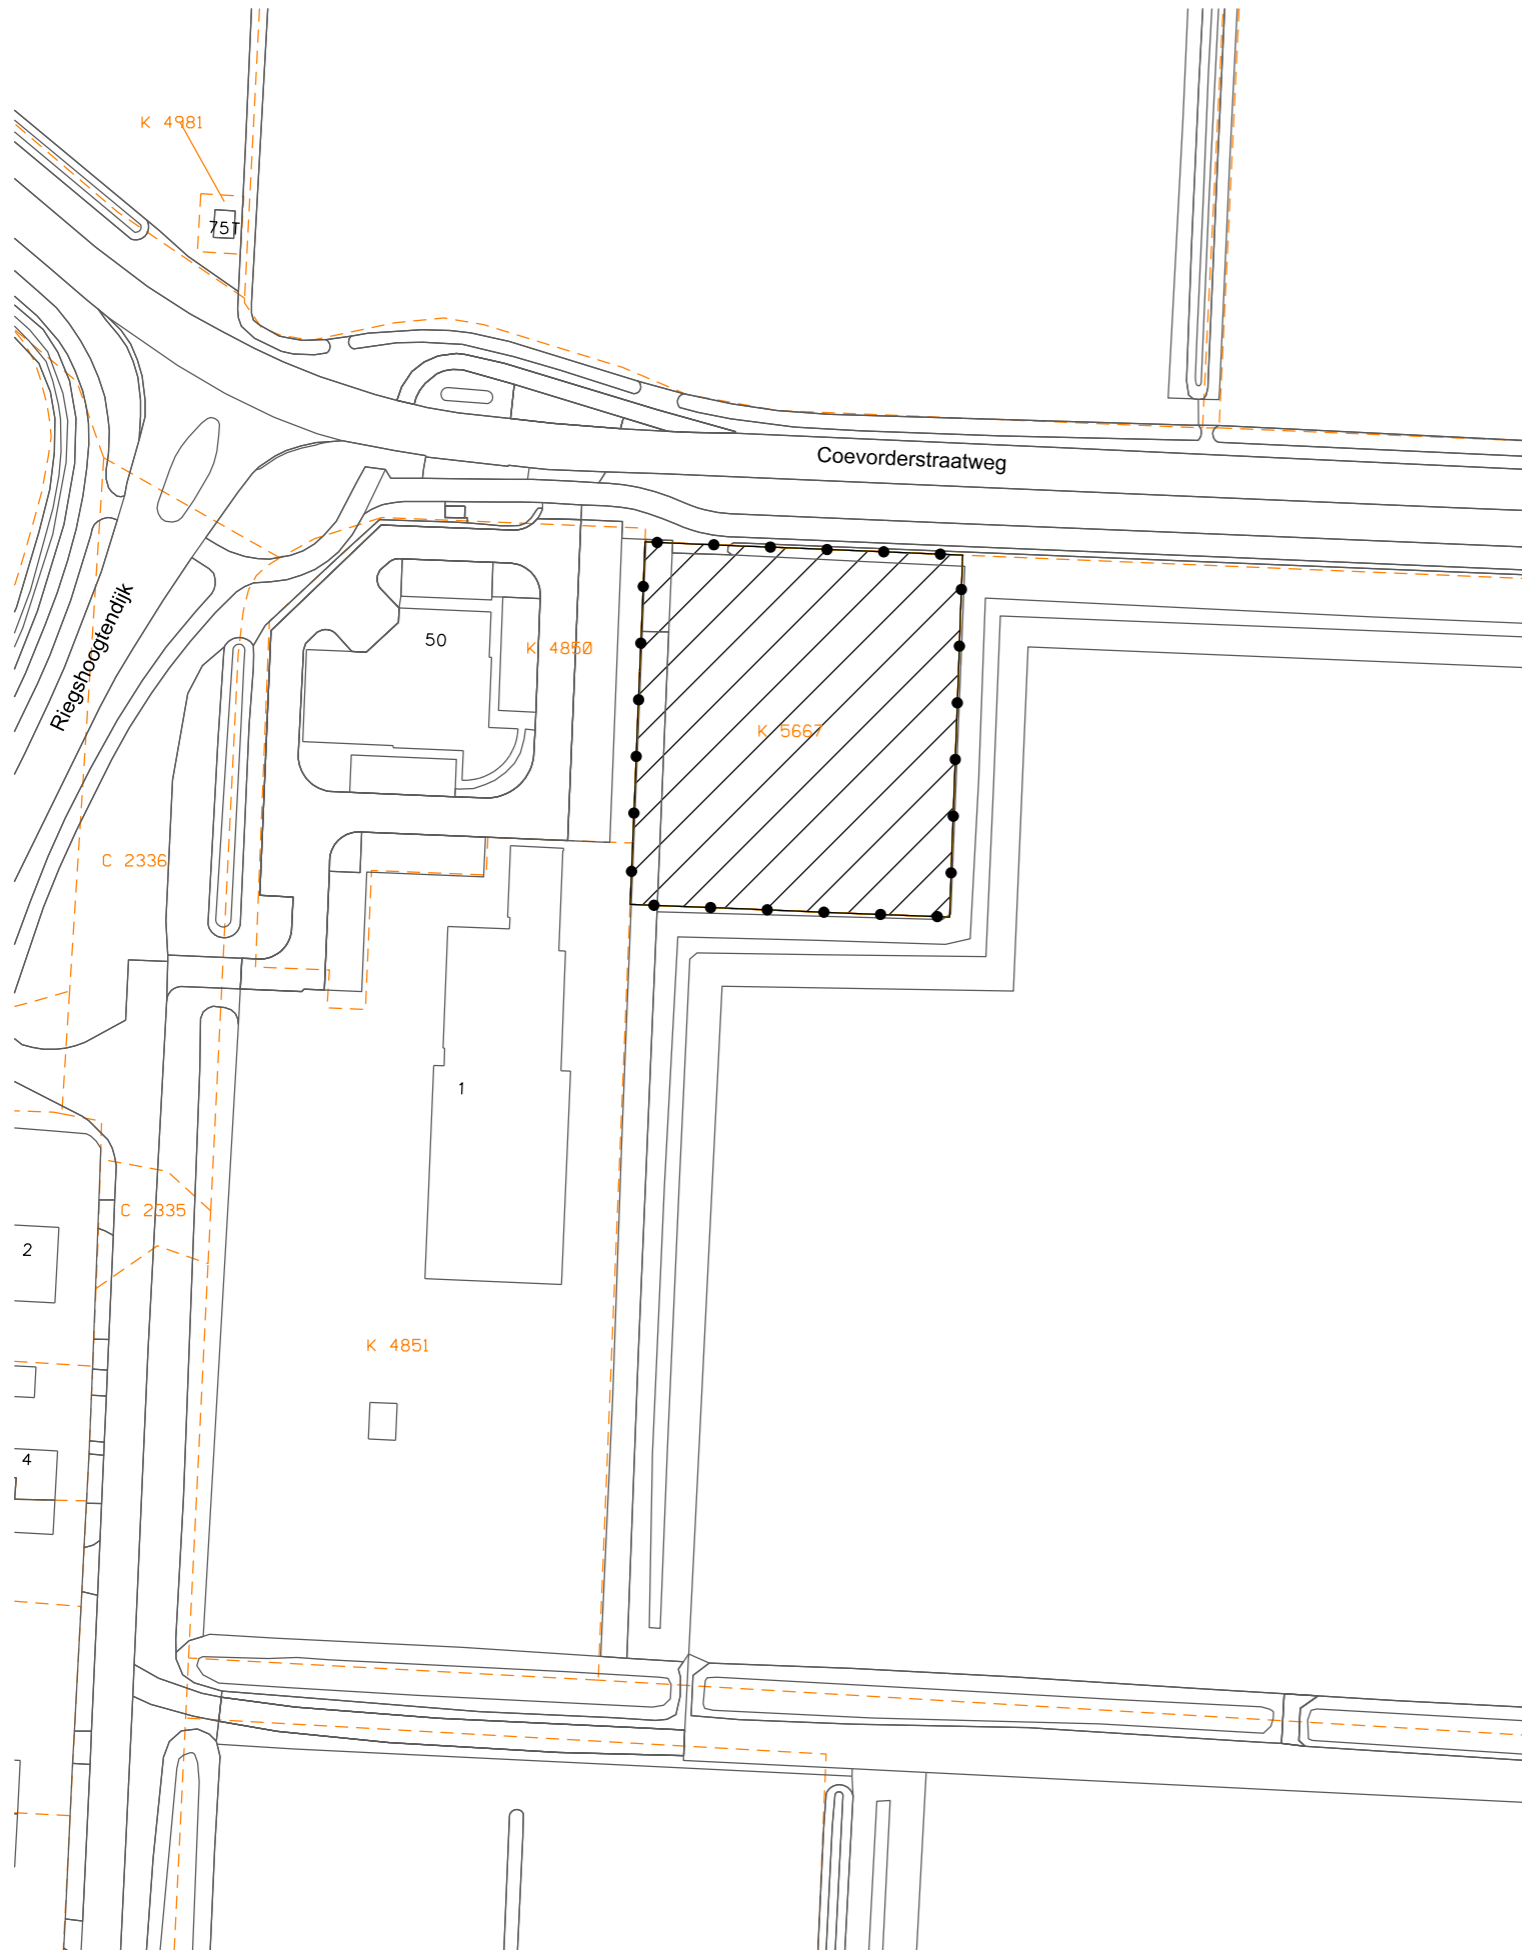 K 4981
75T
Coevorderstraatweg
Riegshoogtendijk
50
K 4850
K 5667
C 2336
1
C 2335
2
K 4851
4